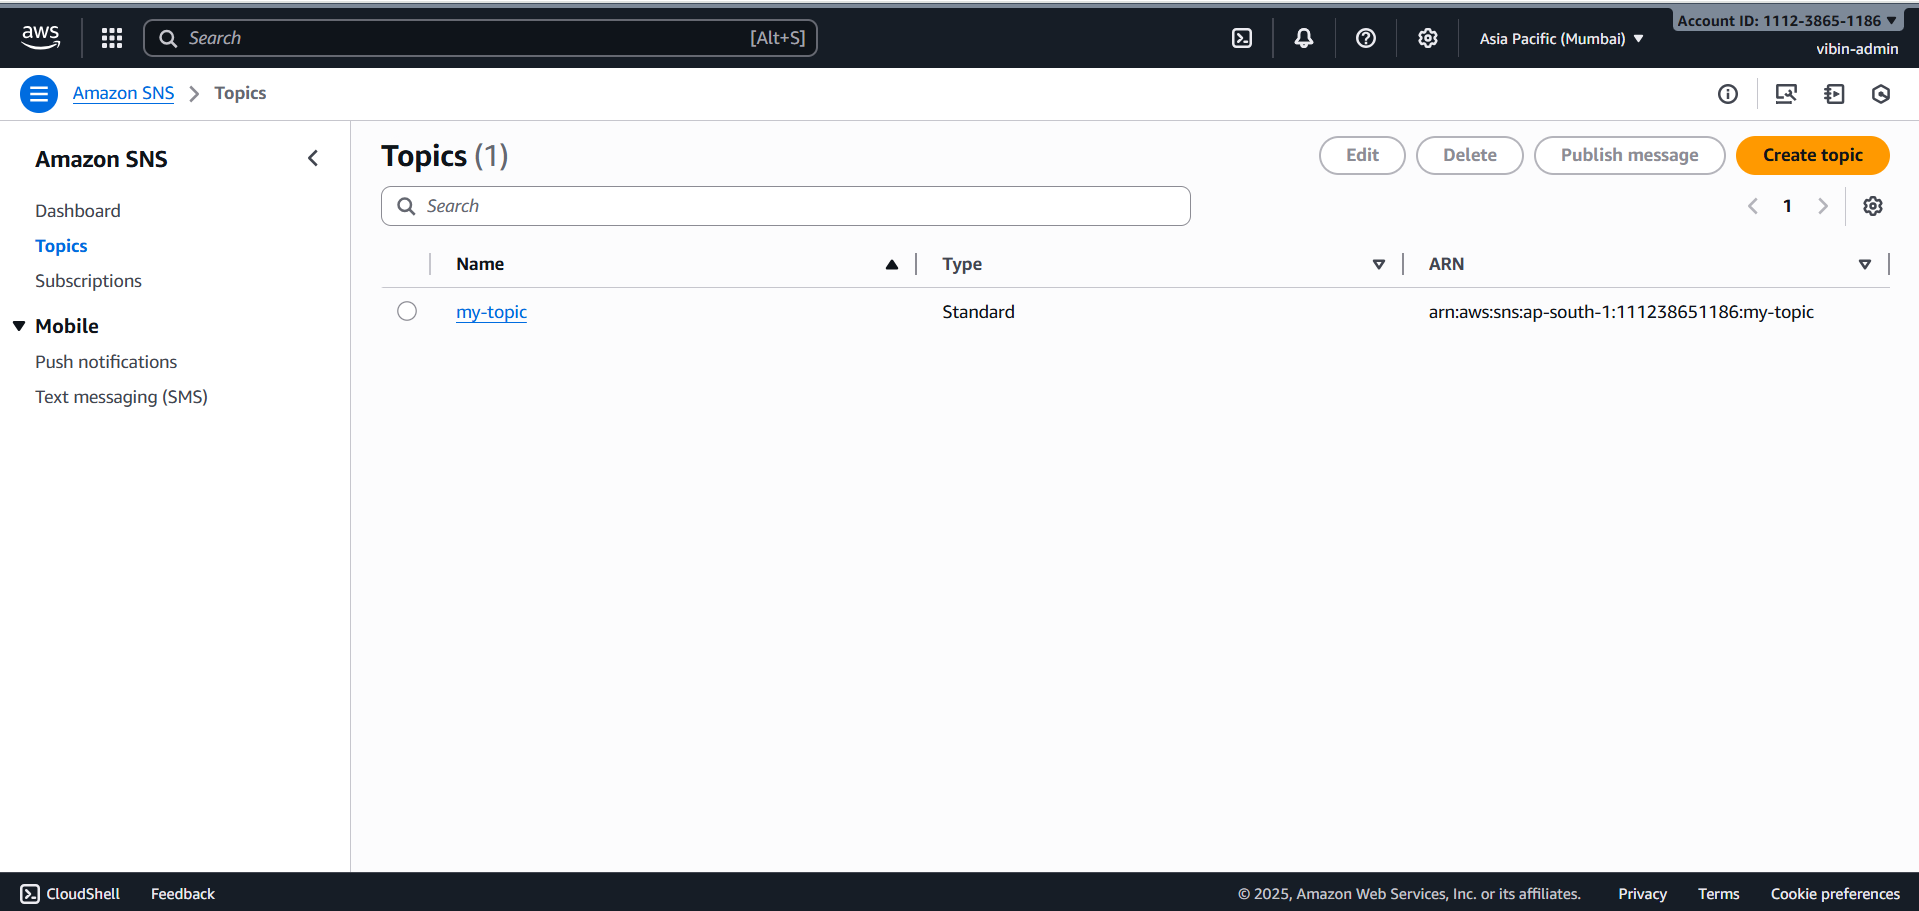 aws
Search [Alt+S]
Asia Pacific (Mumbai)
Account ID: 1112-3865-1186
vibin-admin
Amazon SNS
Topics
Amazon SNS
Dashboard
Topics
Subscriptions
Mobile
Push notifications
Text messaging (SMS)
Topics (1)
Edit
Delete
Publish message
Create topic
Search
1
Name Type ARN
my-topic Standard arn:aws:sns:ap-south-1:111238651186:my-topic
CloudShell Feedback © 2025, Amazon Web Services, Inc. or its affiliates. Privacy Terms Cookie preferences